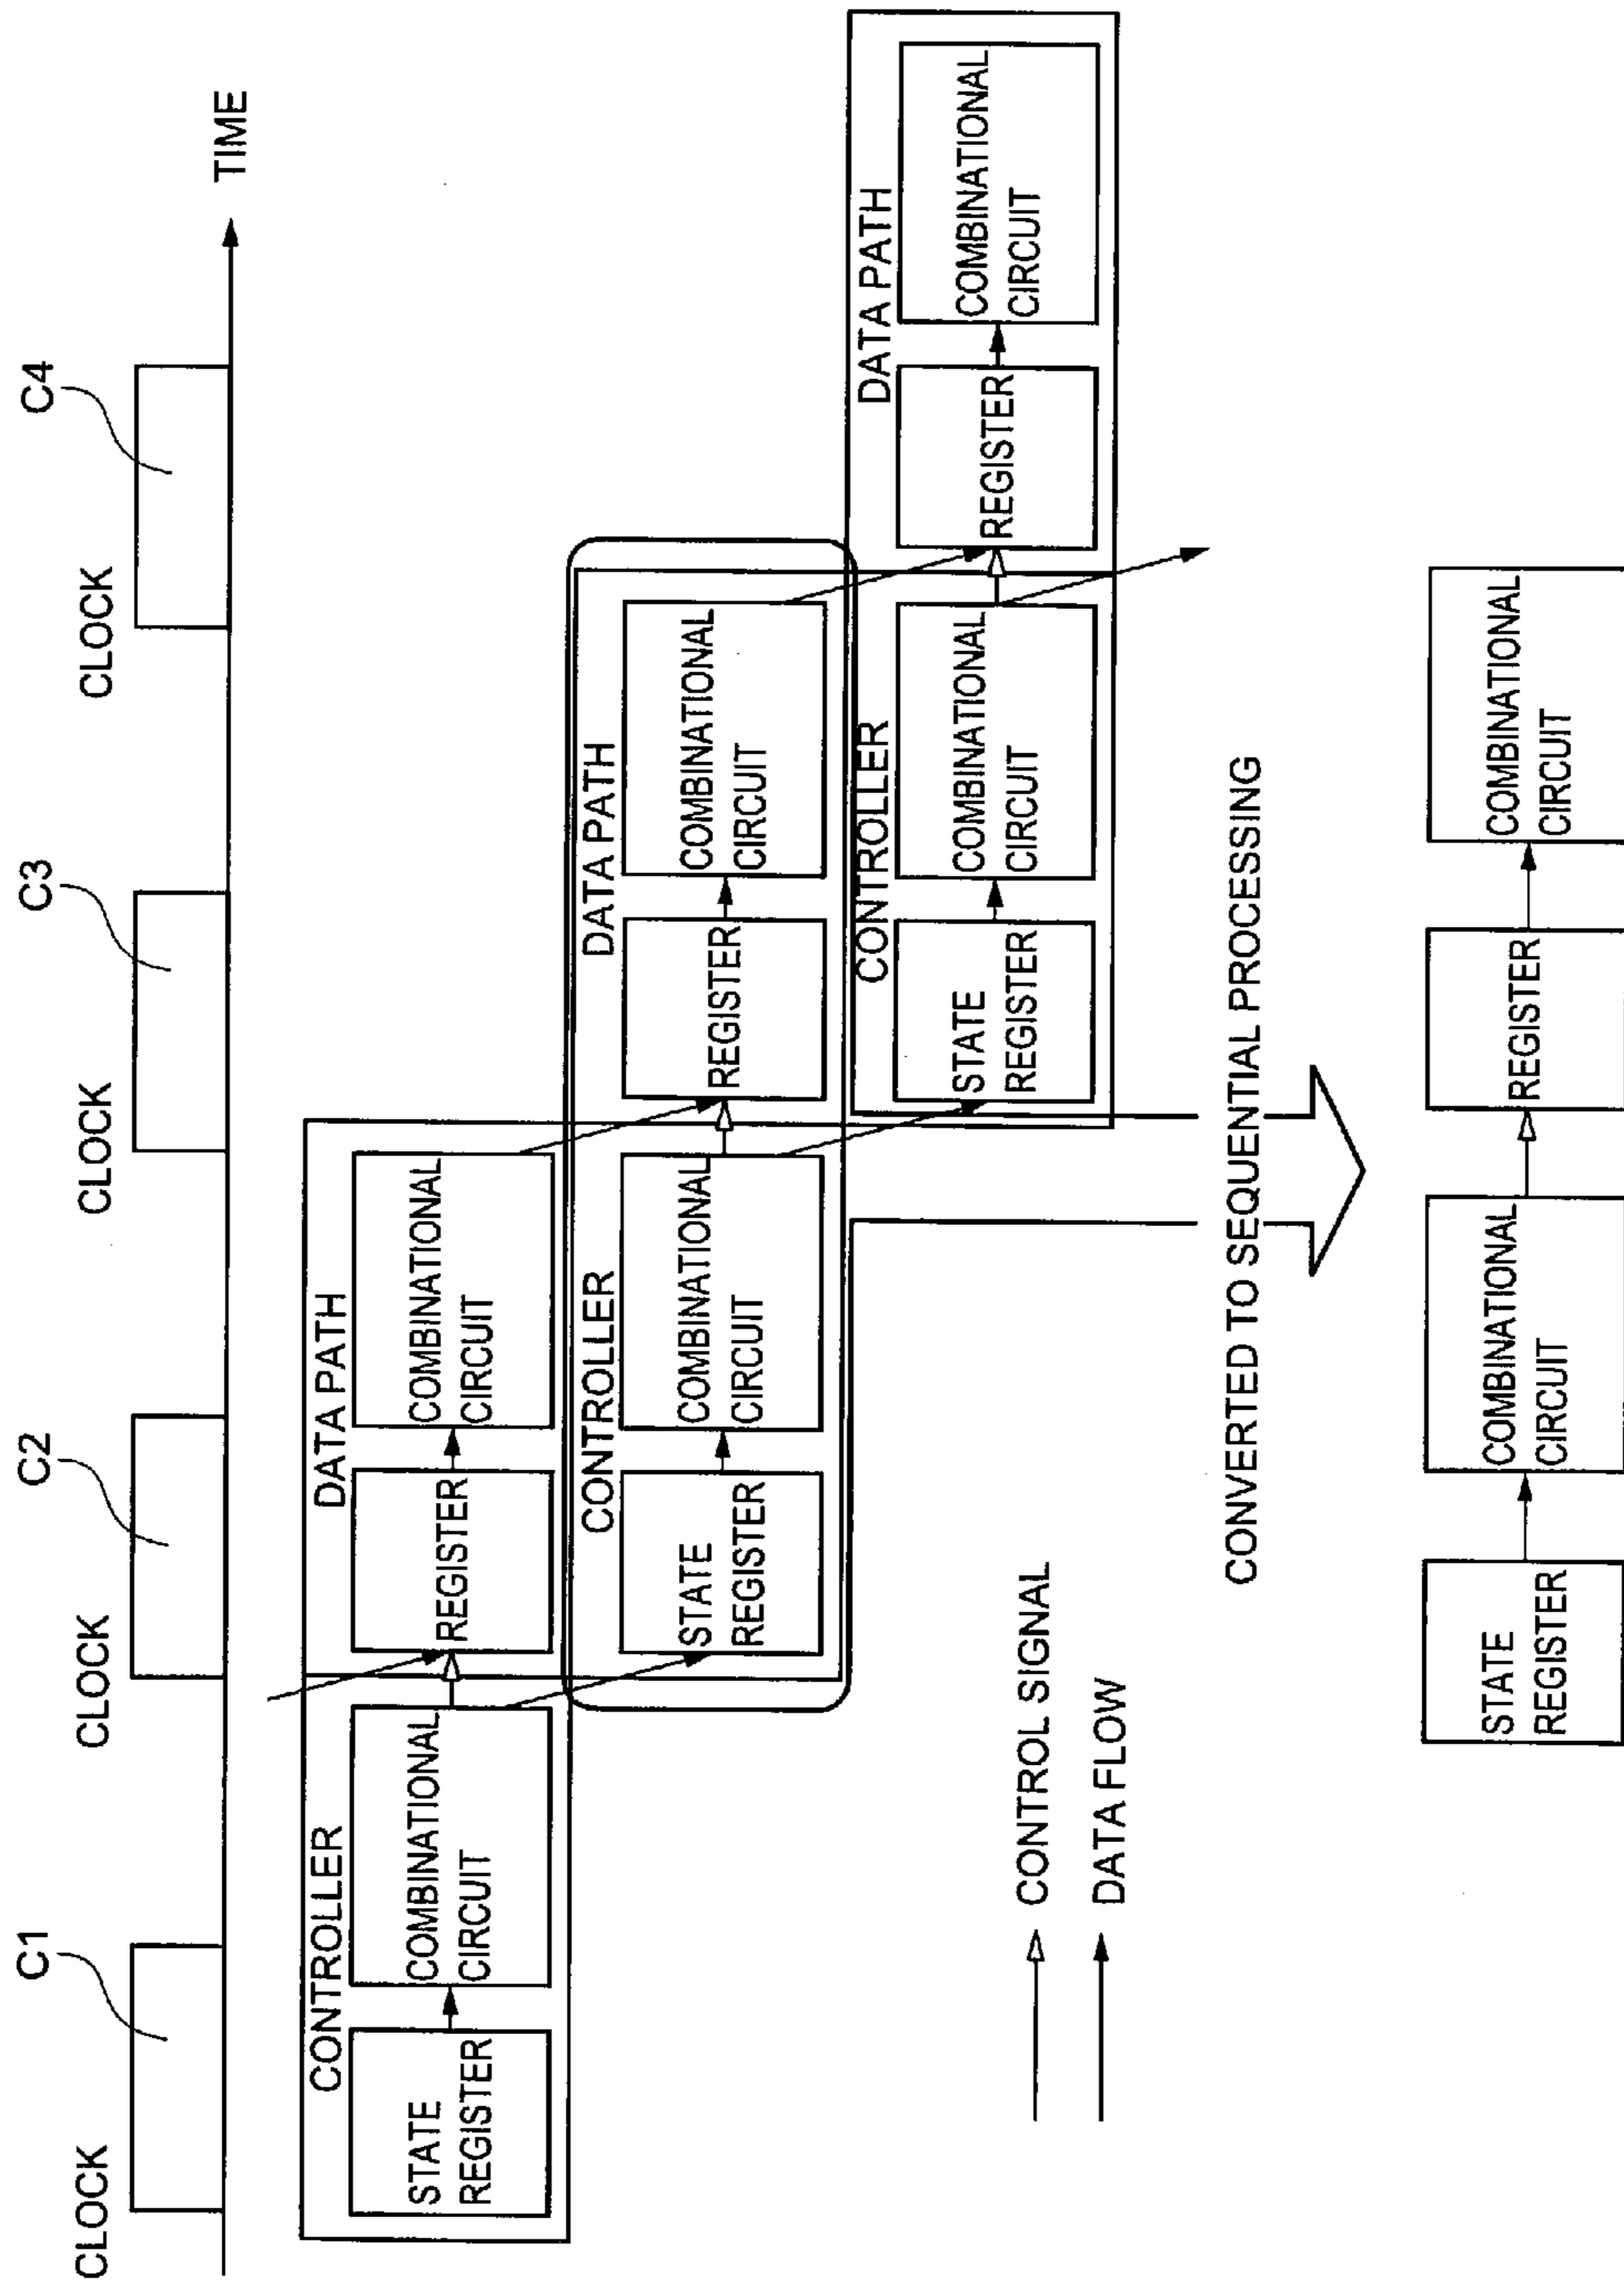 C1
C2
C3
C4
CLOCK
CLOCK
CLOCK
CLOCK
TIME
CONTROLLER
DATA PATH
STATE
REGISTER
COMBINATIONAL
CIRCUIT
REGISTER
COMBINATIONAL
CIRCUIT
CONTROLLER
DATA PATH
STATE
REGISTER
COMBINATIONAL
CIRCUIT
REGISTER
COMBINATIONAL
CIRCUIT
CONTROLLER
DATA PATH
STATE
REGISTER
COMBINATIONAL
CIRCUIT
REGISTER
COMBINATIONAL
CIRCUIT
CONTROL SIGNAL
DATA FLOW
CONVERTED TO SEQUENTIAL PROCESSING
STATE
REGISTER
COMBINATIONAL
CIRCUIT
REGISTER
COMBINATIONAL
CIRCUIT